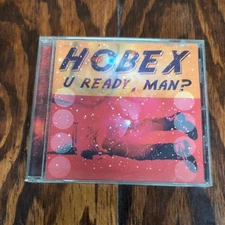 HOBEX
U READY, MAN?